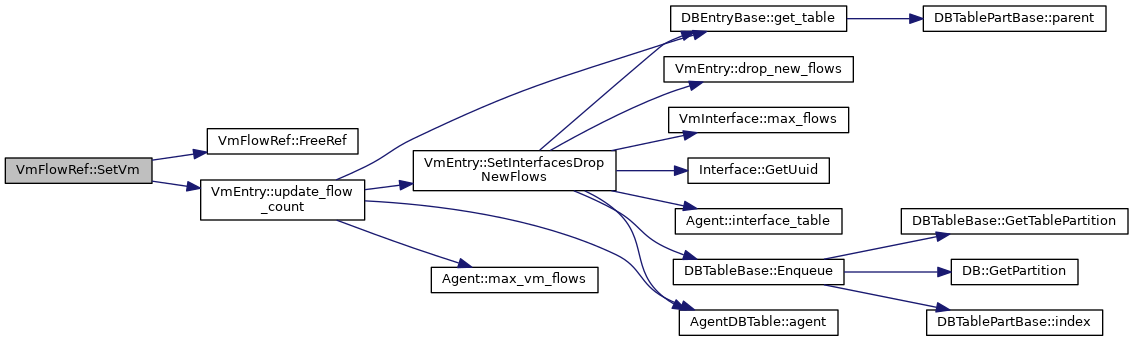 VmFlowRef::SetVm
VmFlowRef::FreeRef
VmEntry::update_flow
_count
VmEntry::SetInterfacesDrop
NewFlows
Agent::max_vm_flows
DBEntryBase::get_table
VmEntry::drop_new_flows
VmInterface::max_flows
Interface::GetUuid
Agent::interface_table
DBTableBase::Enqueue
AgentDBTable::agent
DBTablePartBase::parent
DBTableBase::GetTablePartition
DB::GetPartition
DBTablePartBase::index